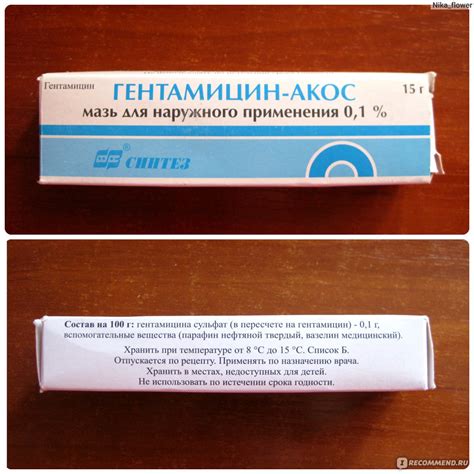 Nika_flower
Гентамицин
ГЕНТАМИЦИН-АКОС
15 г
мазь для наружного применения 0,1 %
СИНТЕЗ
Состав на 100 г: гентамицина сульфат (в пересчете на гентамицин) - 0,1 г,
вспомогательные вещества (парафин нефтяной твердый, вазелин медицинский).
Хранить при температуре от 8 °С до 15 °С. Список Б.
Отпускается по рецепту. Применять по назначению врача.
Хранить в местах, недоступных для детей.
Не использовать по истечении срока годности.
IRECOMMEND.RU